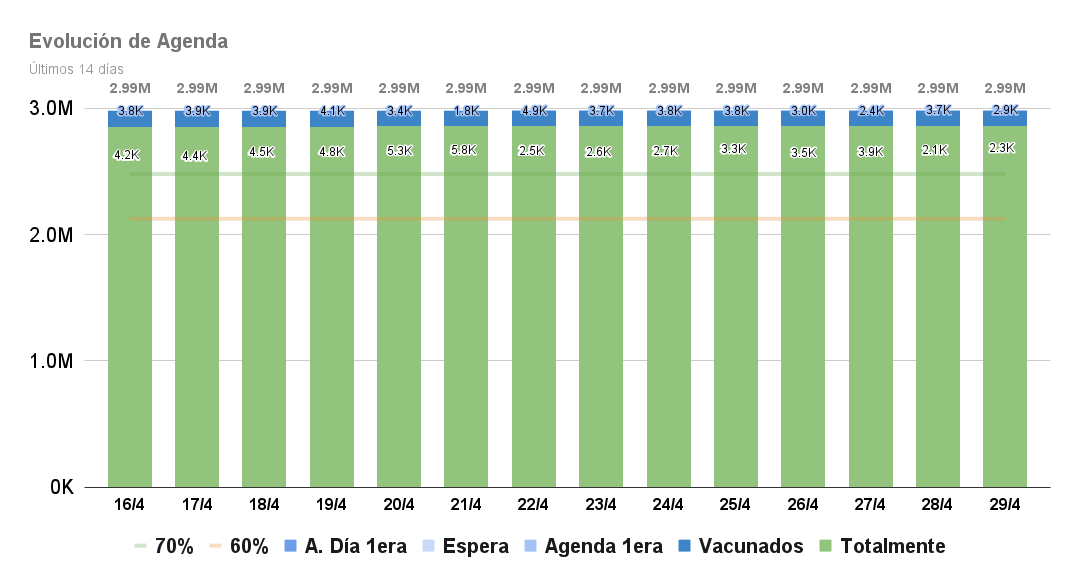 Evolución de Agenda
Últimos 14 días
2.99M 2.99M 2.99M 2.99M 2.99M 2.99M 2.99M 2.99M 2.99M 2.99M 2.99M 2.99M 2.99M 2.99M
3.0M
3.8K 3.9K 3.9K 4.1K 3.4K 1.8K 4.9K 3.7K 3.8K 3.8K 3.0K 2.4K 3.7K 2.9K
4.2K 4.4K 4.5K 4.8K 5.3K 5.8K 2.5K 2.6K 2.7K 3.3K 3.5K 3.9K 2.1K 2.3K
2.0M
1.0M
0K
16/4 17/4 18/4 19/4 20/4 21/4 22/4 23/4 24/4 25/4 26/4 27/4 28/4 29/4
70% 60% A. Día 1era Espera Agenda 1era Vacunados Totalmente